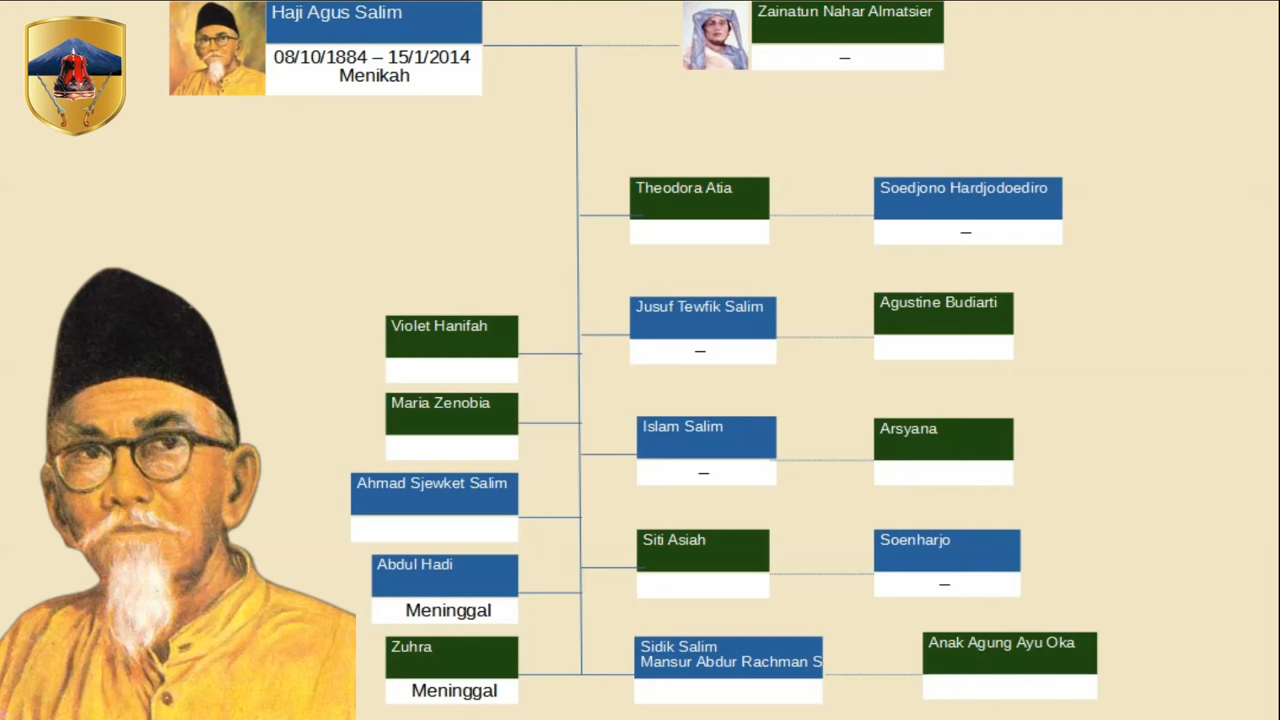 Haji Agus Salim
08/10/1884 – 15/1/2014
Menikah
Zainatun Nahar Almatsier
–
Theodora Atia
Soedjono Hardjodoediro
–
Jusuf Tewfik Salim
–
Agustine Budiarti
Violet Hanifah
Maria Zenobia
Islam Salim
–
Arsyana
Ahmad Sjewket Salim
Siti Asiah
Soenharjo
–
Abdul Hadi
Meninggal
Zuhra
Meninggal
Sidik Salim
Mansur Abdur Rachman S
Anak Agung Ayu Oka